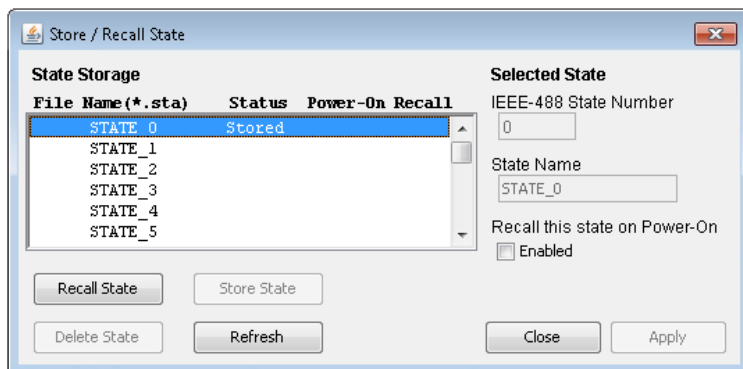 Store / Recall State
State Storage
File Name(*.sta) Status Power-On Recall
STATE_0 Stored
STATE_1
STATE_2
STATE_3
STATE_4
STATE_5
Recall State Store State
Delete State Refresh
Selected State
IEEE-488 State Number
0
State Name
STATE_0
Recall this state on Power-On
Enabled
Close Apply